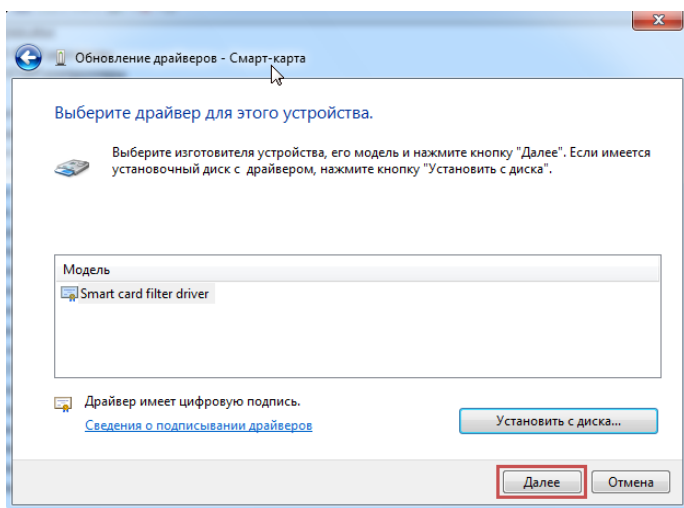 Обновление драйверов - Смарт-карта
Выберите драйвер для этого устройства.
Выберите изготовителя устройства, его модель и нажмите кнопку "Далее". Если имеется
установочный диск с драйвером, нажмите кнопку "Установить с диска".
Модель
Smart card filter driver
Драйвер имеет цифровую подпись.
Сведения о подписывании драйверов
Установить с диска...
Далее
Отмена